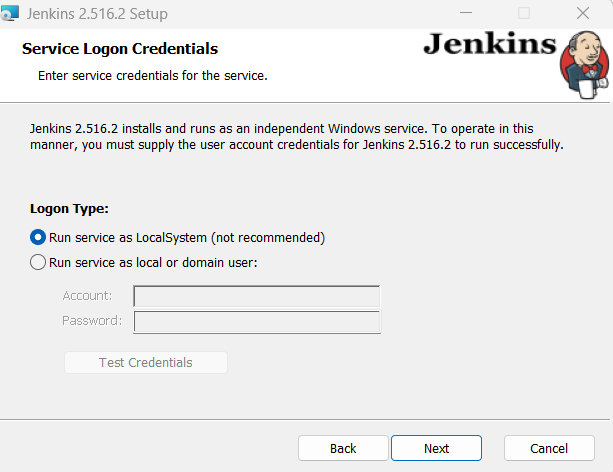 Jenkins 2.516.2 Setup
Service Logon Credentials
Jenkins
Enter service credentials for the service.
Jenkins 2.516.2 installs and runs as an independent Windows service. To operate in this
manner, you must supply the user account credentials for Jenkins 2.516.2 to run successfully.
Logon Type:
Run service as LocalSystem (not recommended)
Run service as local or domain user:
Account:
Password:
Test Credentials
Back
Next
Cancel